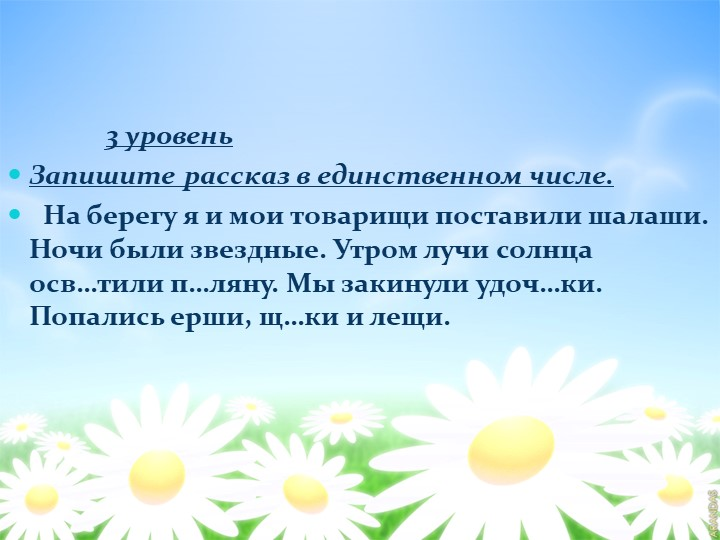 3 уровень
Запишите рассказ в единственном числе.
На берегу я и мои товарищи поставили шалаши.
Ночи были звездные. Утром лучи солнца
осв…тили п…ляну. Мы закинули удоч…ки.
Попались ерши, щ…ки и лещи.